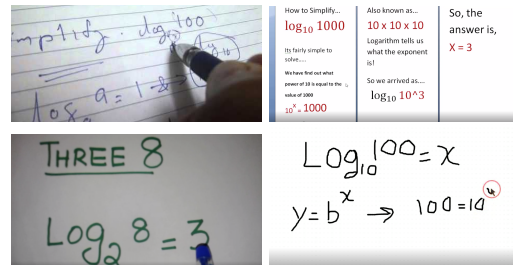 log 100
log a = 1
How to Simplify...
log10 1000
Its fairly simple to
solve.....
We have find out what
power of 10 is equal to the
value of 1000
10^x = 1000
Also known as...
10 x 10 x 10
Logarithm tells us
what the exponent
is!
So we arrived as....
log10 10^3
So, the
answer is,
X = 3
THREE 8
LOG2 8 = 3
Log10 100 = x
y = b^x → 100 = 10